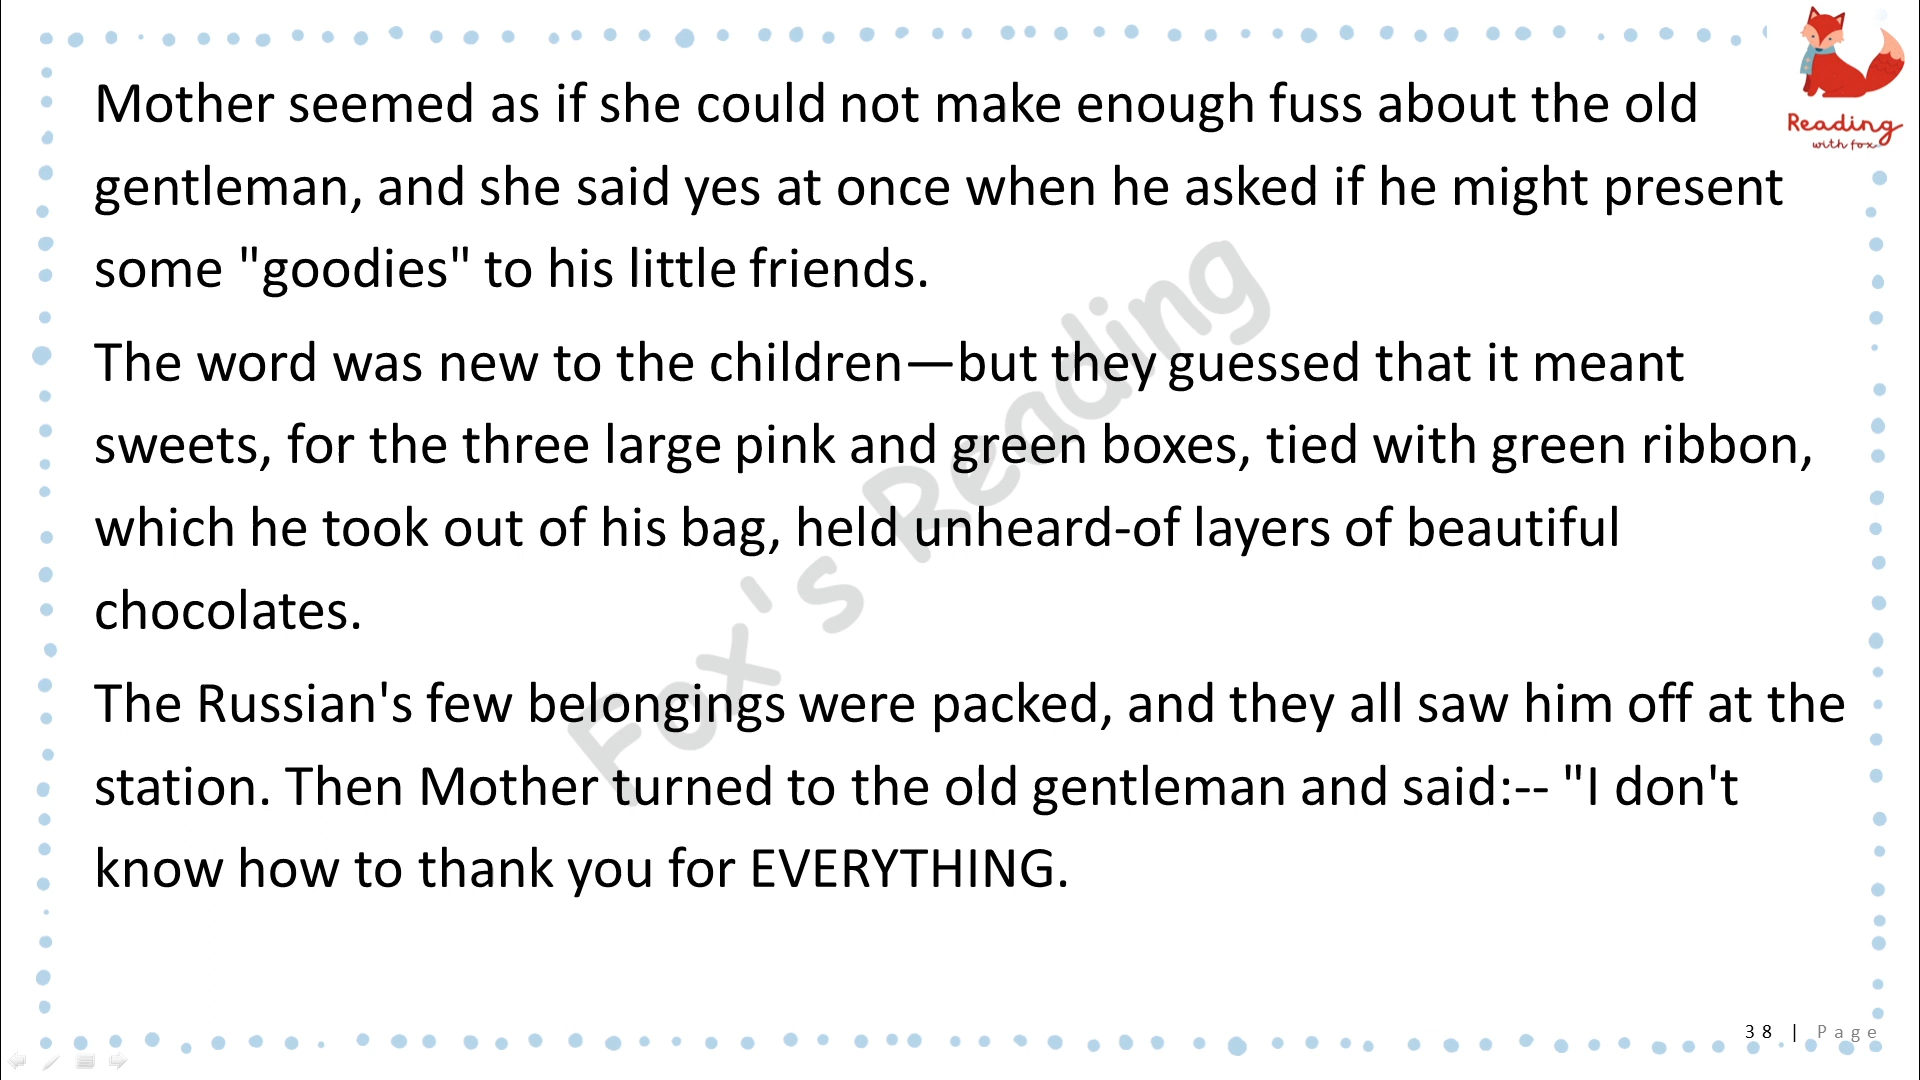 Mother seemed as if she could not make enough fuss about the old
gentleman, and she said yes at once when he asked if he might present
some "goodies" to his little friends.
The word was new to the children—but they guessed that it meant
sweets, for the three large pink and green boxes, tied with green ribbon,
which he took out of his bag, held unheard-of layers of beautiful
chocolates.
The Russian's few belongings were packed, and they all saw him off at the
station. Then Mother turned to the old gentleman and said:-- "I don't
know how to thank you for EVERYTHING.
Reading
with fox
Fox's Reading
38 | Page